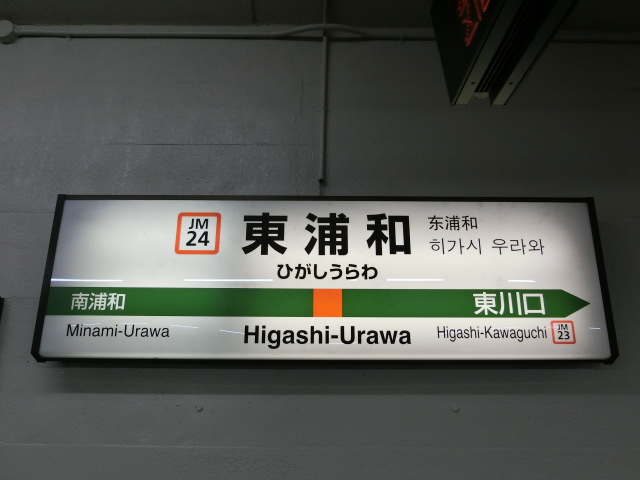 JM
24
東浦和
东浦和
히가시 우라와
ひがしうらわ
南浦和
東川口
Minami-Urawa
Higashi-Urawa
Higashi-Kawaguchi
JM
23